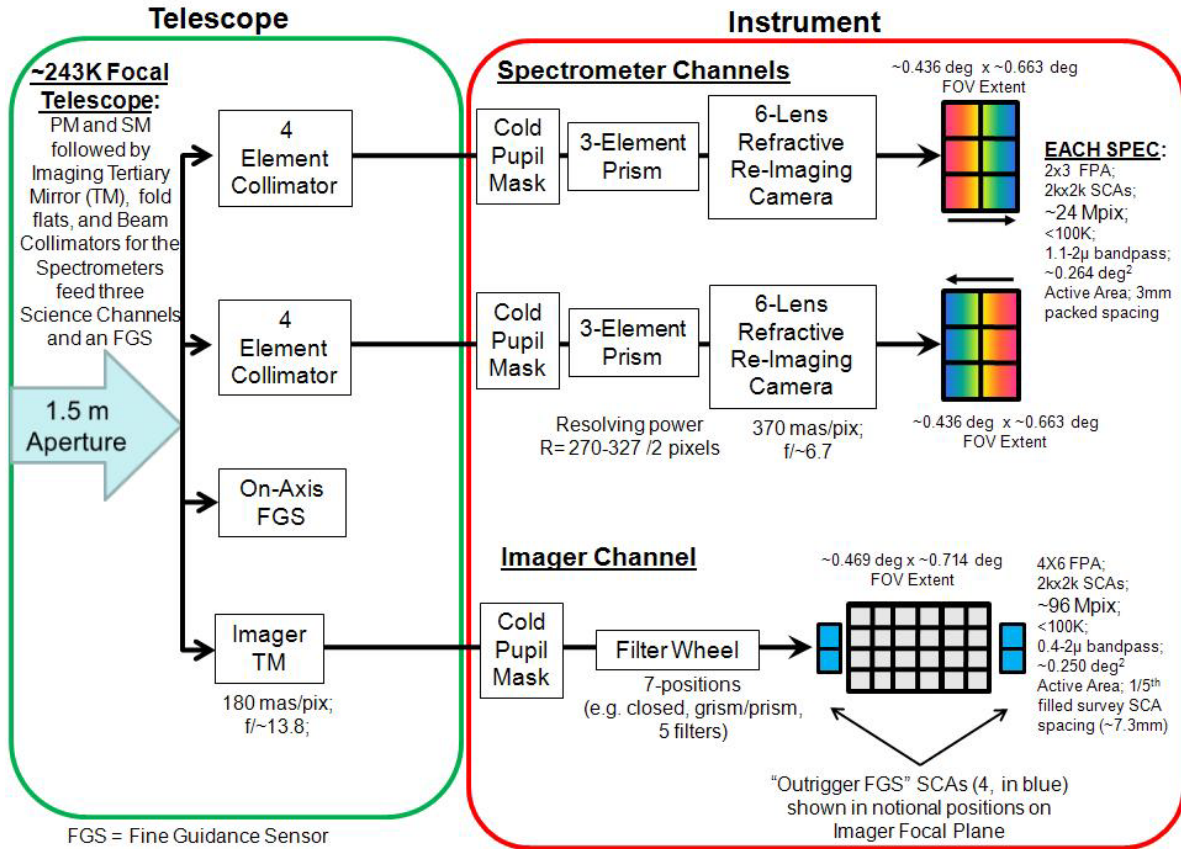 Telescope
Instrument
~243K Focal
Telescope:
PM and SM
followed by
Imaging Tertiary
Mirror (TM), fold
flats, and Beam
Collimators for the
Spectrometers
feed three
Science Channels
and an FGS
1.5 m
Aperture
4
Element
Collimator
4
Element
Collimator
On-Axis
FGS
Imager
TM
180 mas/pix;
f/~13.8;
FGS = Fine Guidance Sensor
Spectrometer Channels
Cold
Pupil
Mask
3-Element
Prism
6-Lens
Refractive
Re-Imaging
Camera
~0.436 deg x ~0.663 deg
FOV Extent
EACH SPEC:
2x3 FPA;
2kx2k SCAs;
~24 Mpix;
<100K;
1.1-2µ bandpass;
~0.264 deg²
Active Area; 3mm
packed spacing
Cold
Pupil
Mask
3-Element
Prism
6-Lens
Refractive
Re-Imaging
Camera
Resolving power
R= 270-327 /2 pixels
370 mas/pix;
f/~6.7
~0.436 deg x ~0.663 deg
FOV Extent
Imager Channel
Cold
Pupil
Mask
Filter Wheel
7-positions
(e.g. closed, grism/prism,
5 filters)
~0.469 deg x ~0.714 deg
FOV Extent
4X6 FPA;
2kx2k SCAs;
~96 Mpix;
<100K;
0.4-2µ bandpass;
~0.250 deg²
Active Area; 1/5th
filled survey SCA
spacing (~7.3mm)
"Outrigger FGS" SCAs (4, in blue)
shown in notional positions on
Imager Focal Plane